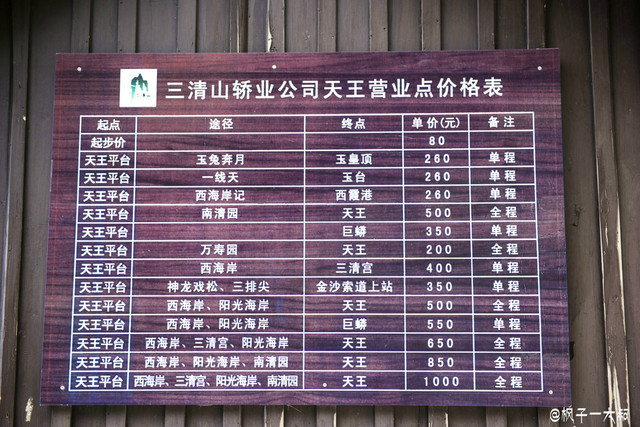 三清山轿业公司天王营业点价格表
起点 途径 终点 单价(元) 备注
起步价 80
天王平台 玉兔奔月 玉皇顶 260 单程
天王平台 一线天 玉台 260 单程
天王平台 西海岸记 西霞港 260 单程
天王平台 南清园 天王 500 全程
天王平台 巨蟒 350 单程
天王平台 万寿园 天王 200 全程
天王平台 西海岸 三清宫 400 单程
天王平台 神龙戏松、三排尖 金沙索道上站 350 单程
天王平台 西海岸、阳光海岸 天王 500 全程
天王平台 西海岸、阳光海岸 巨蟒 550 单程
天王平台 西海岸、三清宫、阳光海岸 天王 650 全程
天王平台 西海岸、阳光海岸、南清园 天王 850 全程
天王平台 西海岸、三清宫、阳光海岸、南清园 天王 1000 全程
@枫子一大柯